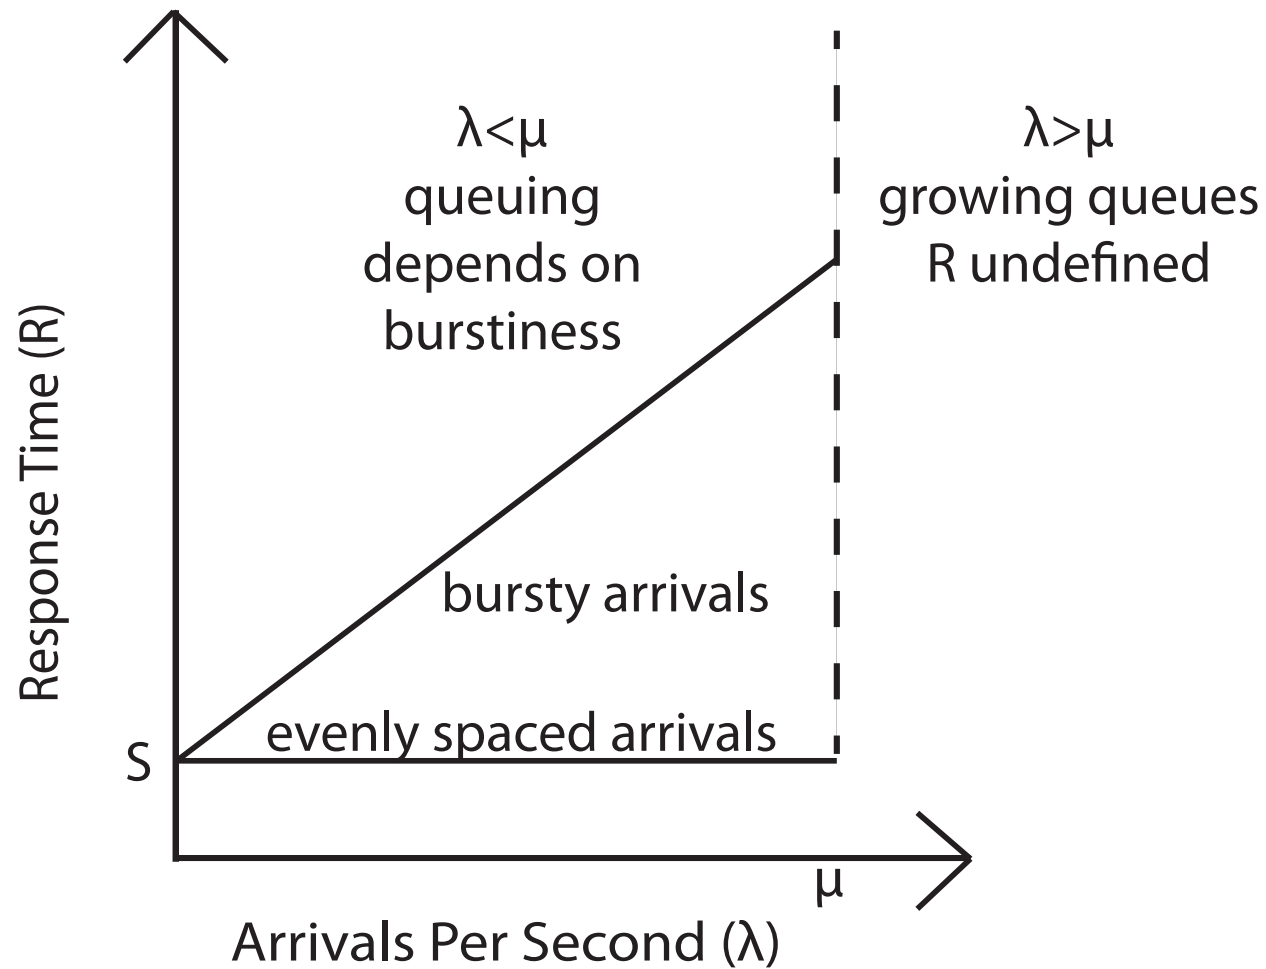 λ<μ
queuing
depends on
burstiness
λ>μ
growing queues
R undefined
Response Time (R)
bursty arrivals
evenly spaced arrivals
S
μ
Arrivals Per Second (λ)